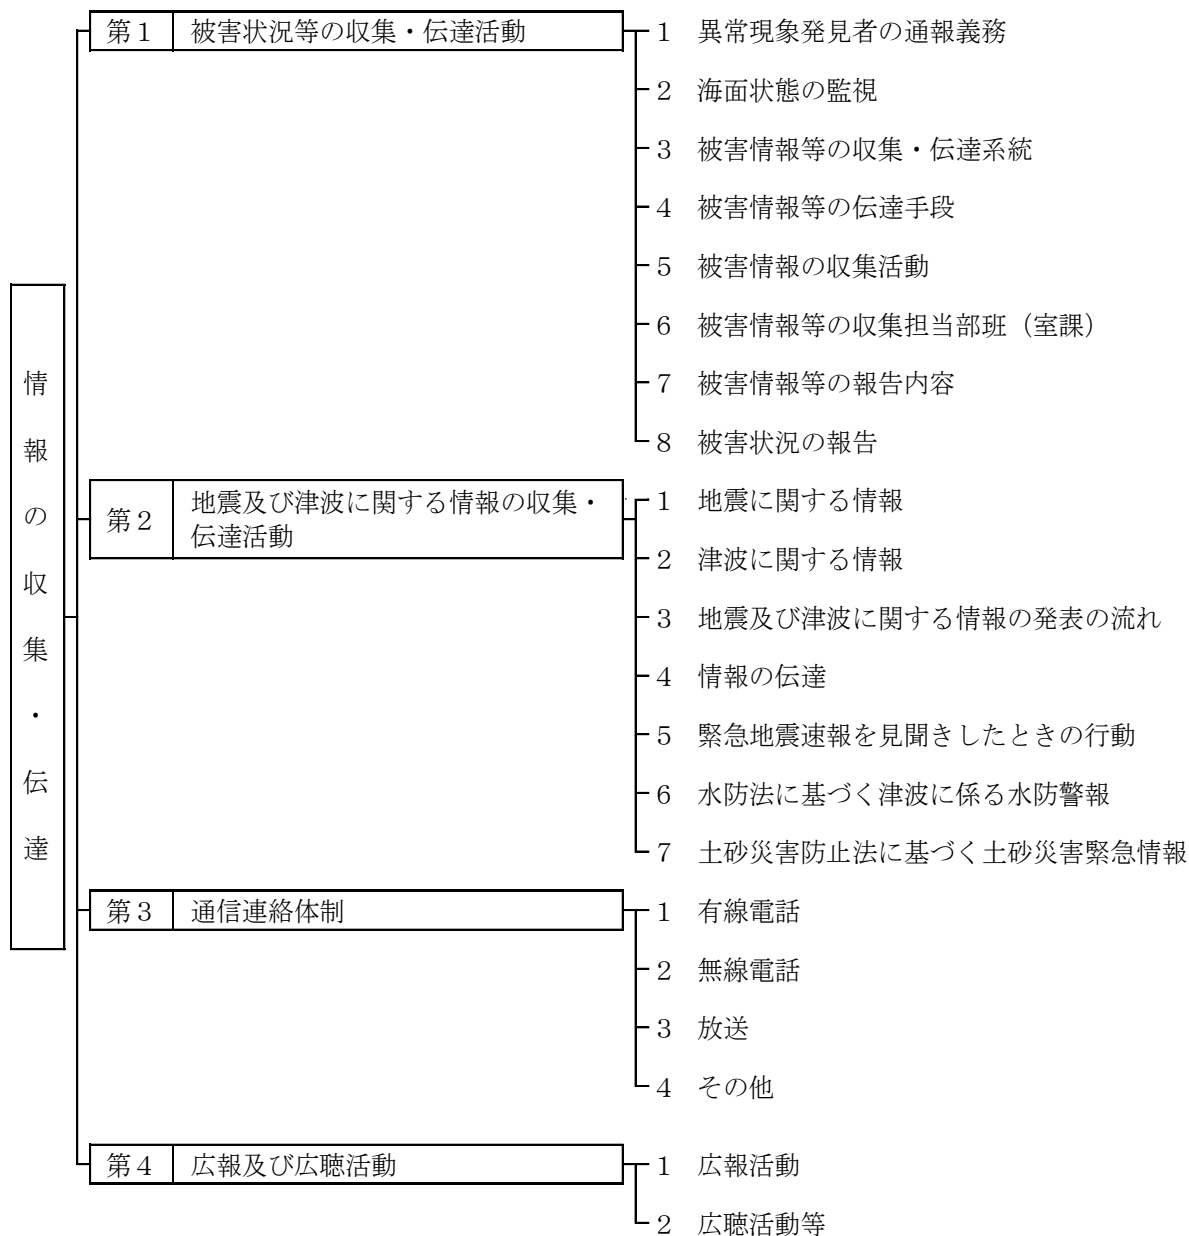 情報の収集・伝達
第１ 被害状況等の収集・伝達活動
１ 異常現象発見者の通報義務
２ 海面状態の監視
３ 被害情報等の収集・伝達系統
４ 被害情報等の伝達手段
５ 被害情報の収集活動
６ 被害情報等の収集担当部班（室課）
７ 被害情報等の報告内容
８ 被害状況の報告
第２ 地震及び津波に関する情報の収集・
伝達活動
１ 地震に関する情報
２ 津波に関する情報
３ 地震及び津波に関する情報の発表の流れ
４ 情報の伝達
５ 緊急地震速報を見聞きしたときの行動
６ 水防法に基づく津波に係る水防警報
７ 土砂災害防止法に基づく土砂災害緊急情報
第３ 通信連絡体制
１ 有線電話
２ 無線電話
３ 放送
４ その他
第４ 広報及び広聴活動
１ 広報活動
２ 広聴活動等